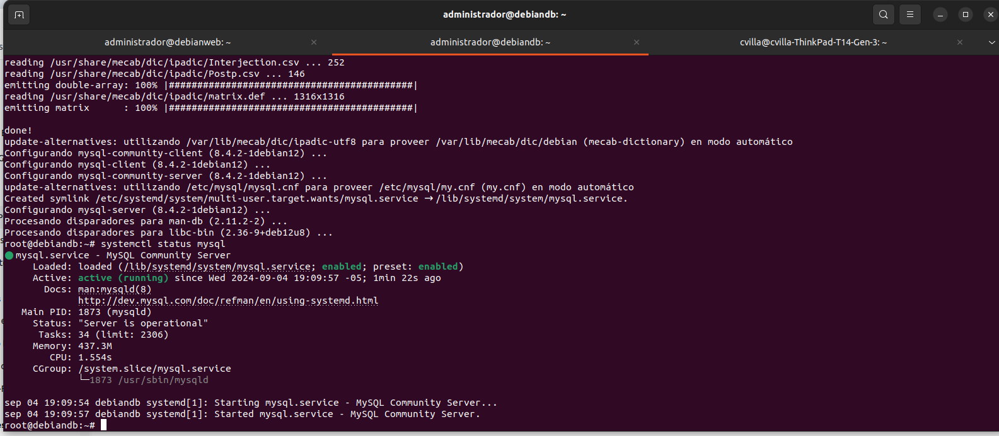 administrador@debiandb: ~
administrador@debianweb: ~
administrador@debiandb: ~
cvilla@cvilla-ThinkPad-T14-Gen-3: ~
reading /usr/share/mecab/dic/ipadic/Interjection.csv ... 252
reading /usr/share/mecab/dic/ipadic/Postp.csv ... 146
emitting double-array: 100% |###########################################|
reading /usr/share/mecab/dic/ipadic/matrix.def ... 1316x1316
emitting matrix      : 100% |###########################################|
done!
update-alternatives: utilizando /var/lib/mecab/dic/ipadic-utf8 para proveer /var/lib/mecab/dic/debian (mecab-dictionary) en modo automático
Configurando mysql-community-client (8.4.2-1debian12) ...
Configurando mysql-client (8.4.2-1debian12) ...
Configurando mysql-community-server (8.4.2-1debian12) ...
update-alternatives: utilizando /etc/mysql/mysql.cnf para proveer /etc/mysql/my.cnf (my.cnf) en modo automático
Created symlink /etc/systemd/system/multi-user.target.wants/mysql.service → /lib/systemd/system/mysql.service.
Configurando mysql-server (8.4.2-1debian12) ...
Procesando disparadores para man-db (2.11.2-2) ...
Procesando disparadores para libc-bin (2.36-9+deb12u8) ...
root@debiandb:~# systemctl status mysql
● mysql.service - MySQL Community Server
     Loaded: loaded (/lib/systemd/system/mysql.service; enabled; preset: enabled)
     Active: active (running) since Wed 2024-09-04 19:09:57 -05; 1min 22s ago
       Docs: man:mysqld(8)
             http://dev.mysql.com/doc/refman/en/using-systemd.html
   Main PID: 1873 (mysqld)
     Status: "Server is operational"
      Tasks: 34 (limit: 2306)
     Memory: 437.3M
        CPU: 1.554s
     CGroup: /system.slice/mysql.service
             └─1873 /usr/sbin/mysqld
sep 04 19:09:54 debiandb systemd[1]: Starting mysql.service - MySQL Community Server...
sep 04 19:09:57 debiandb systemd[1]: Started mysql.service - MySQL Community Server.
root@debiandb:~#